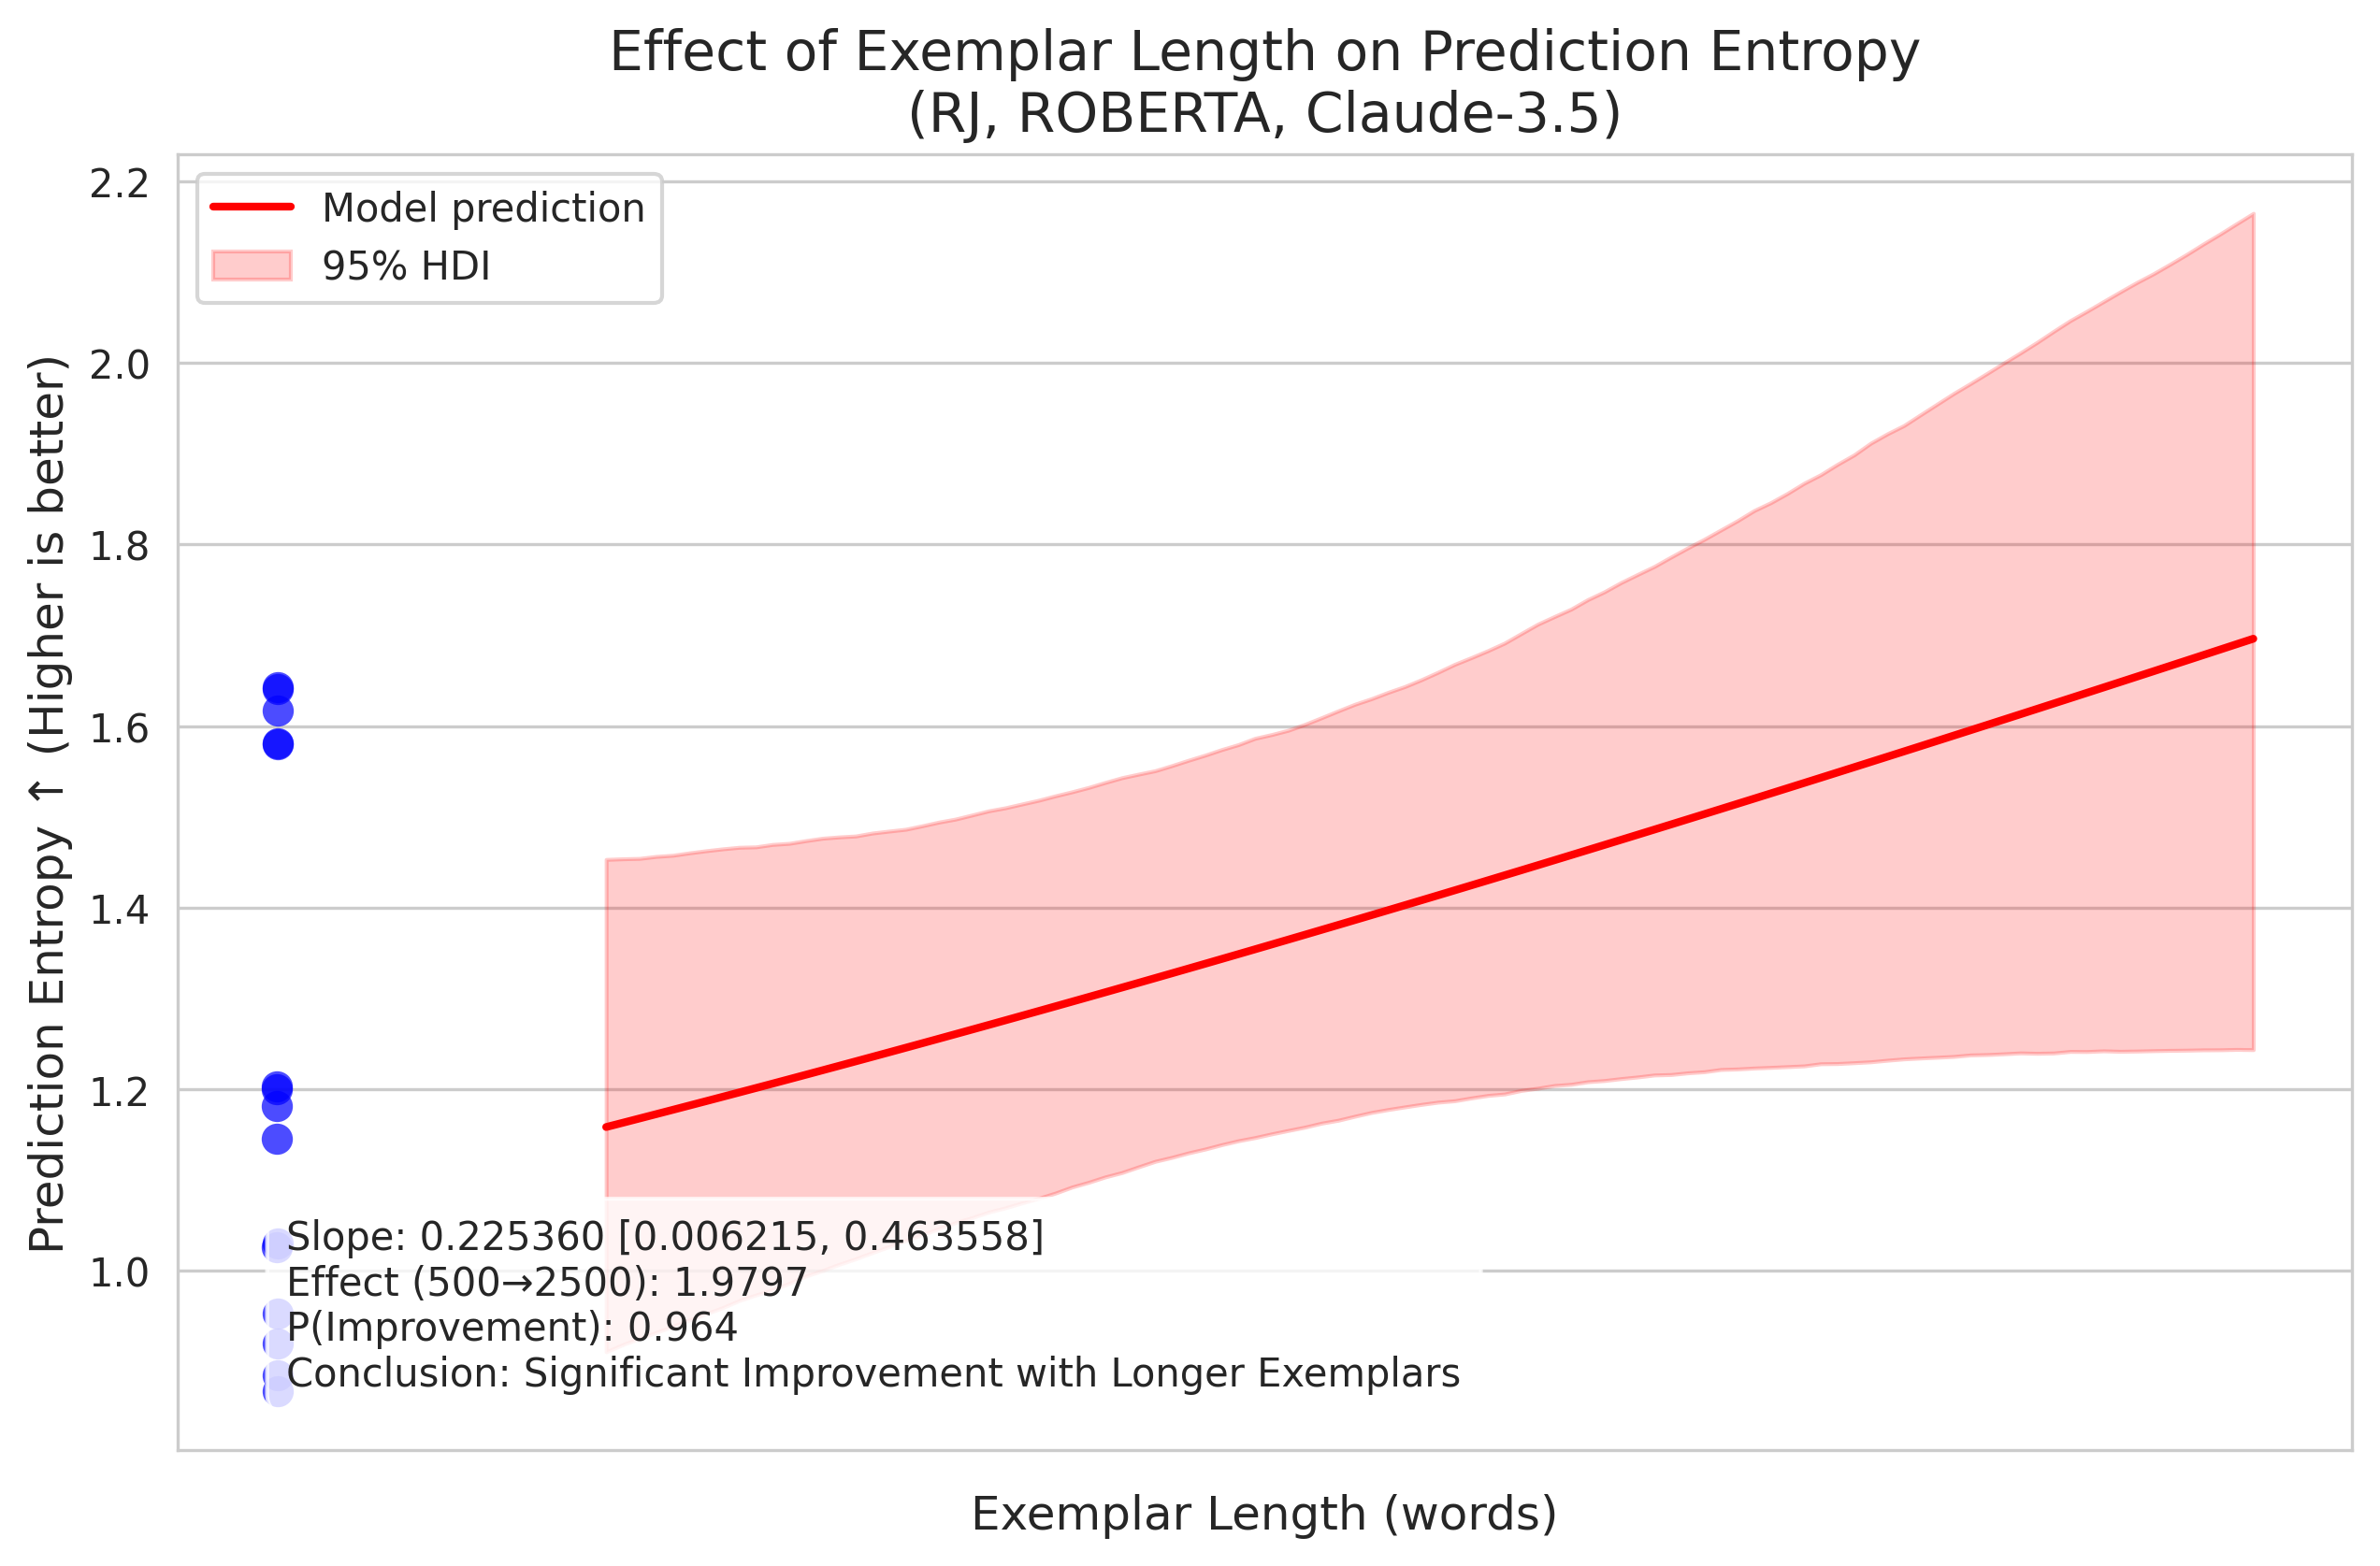 Effect of Exemplar Length on Prediction Entropy
(RJ, ROBERTA, Claude-3.5)
Model prediction
95% HDI
Prediction Entropy ↑ (Higher is better)
2.2
2.0
1.8
1.6
1.4
1.2
1.0
Slope: 0.225360 [0.006215, 0.463558]
Effect (500→2500): 1.9797
P(Improvement): 0.964
Conclusion: Significant Improvement with Longer Exemplars
Exemplar Length (words)